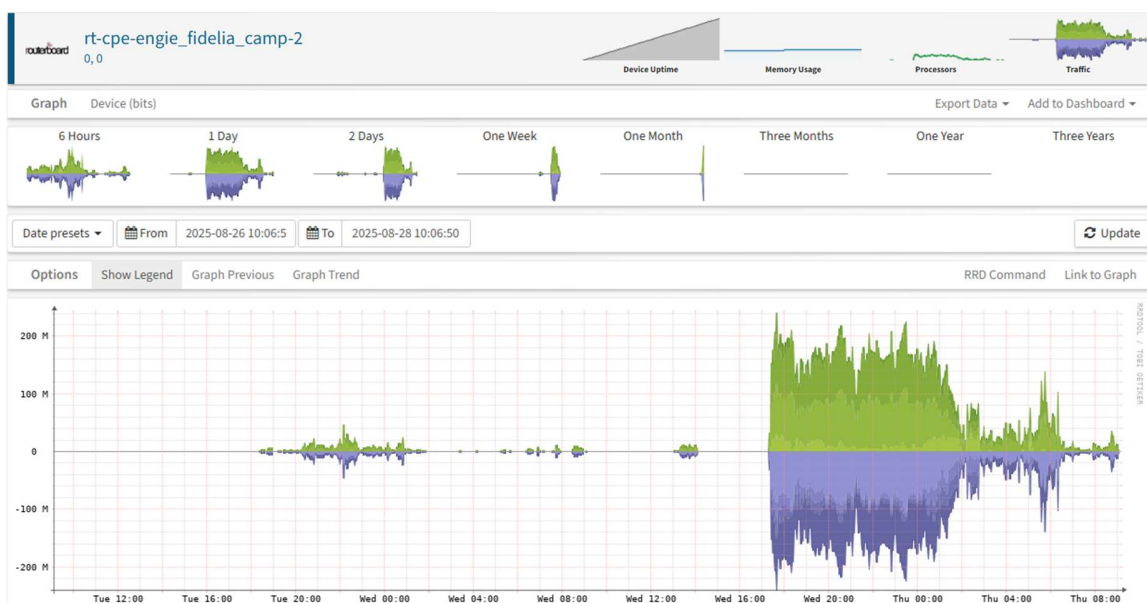 routerboard
rt-cpe-engie_fidelia_camp-2
0, 0
Device Uptime
Memory Usage
Processors
Traffic
Graph Device (bits) Export Data Add to Dashboard
6 Hours 1 Day 2 Days One Week One Month Three Months One Year Three Years
Date presets From 2025-08-26 10:06:5 To 2025-08-28 10:06:50 Update
Options Show Legend Graph Previous Graph Trend RRD Command Link to Graph
RRDTOOL / TOBI OETIKER
200 M
100 M
0
-100 M
-200 M
Tue 12:00 Tue 16:00 Tue 20:00 Wed 00:00 Wed 04:00 Wed 08:00 Wed 12:00 Wed 16:00 Wed 20:00 Thu 00:00 Thu 04:00 Thu 08:00